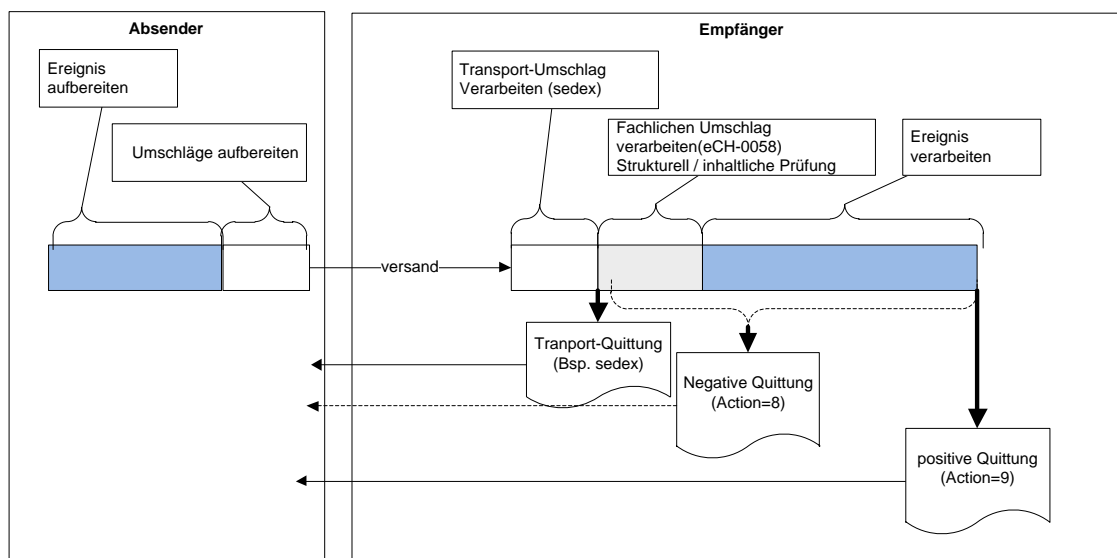 Absender
Empfänger
Ereignis
aufbereiten
Umschläge aufbereiten
Transport-Umschlag
Verarbeiten (sedex)
Fachlichen Umschlag
verarbeiten(eCH-0058)
Strukturell / inhaltliche Prüfung
Ereignis
verarbeiten
versand
Tranport-Quittung
(Bsp. sedex)
Negative Quittung
(Action=8)
positive Quittung
(Action=9)